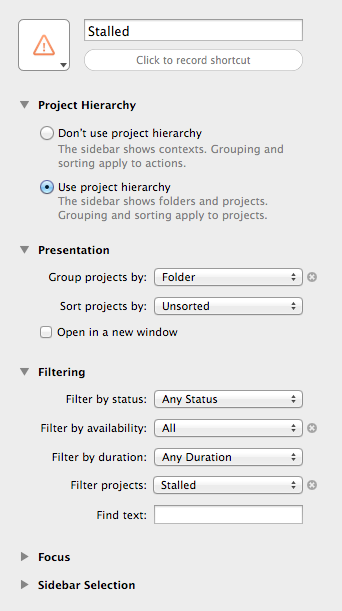 Stalled
Click to record shortcut
Project Hierarchy
Don't use project hierarchy
The sidebar shows contexts. Grouping and
sorting apply to actions.
Use project hierarchy
The sidebar shows folders and projects.
Grouping and sorting apply to projects.
Presentation
Group projects by: Folder
Sort projects by: Unsorted
Open in a new window
Filtering
Filter by status: Any Status
Filter by availability: All
Filter by duration: Any Duration
Filter projects: Stalled
Find text:
Focus
Sidebar Selection